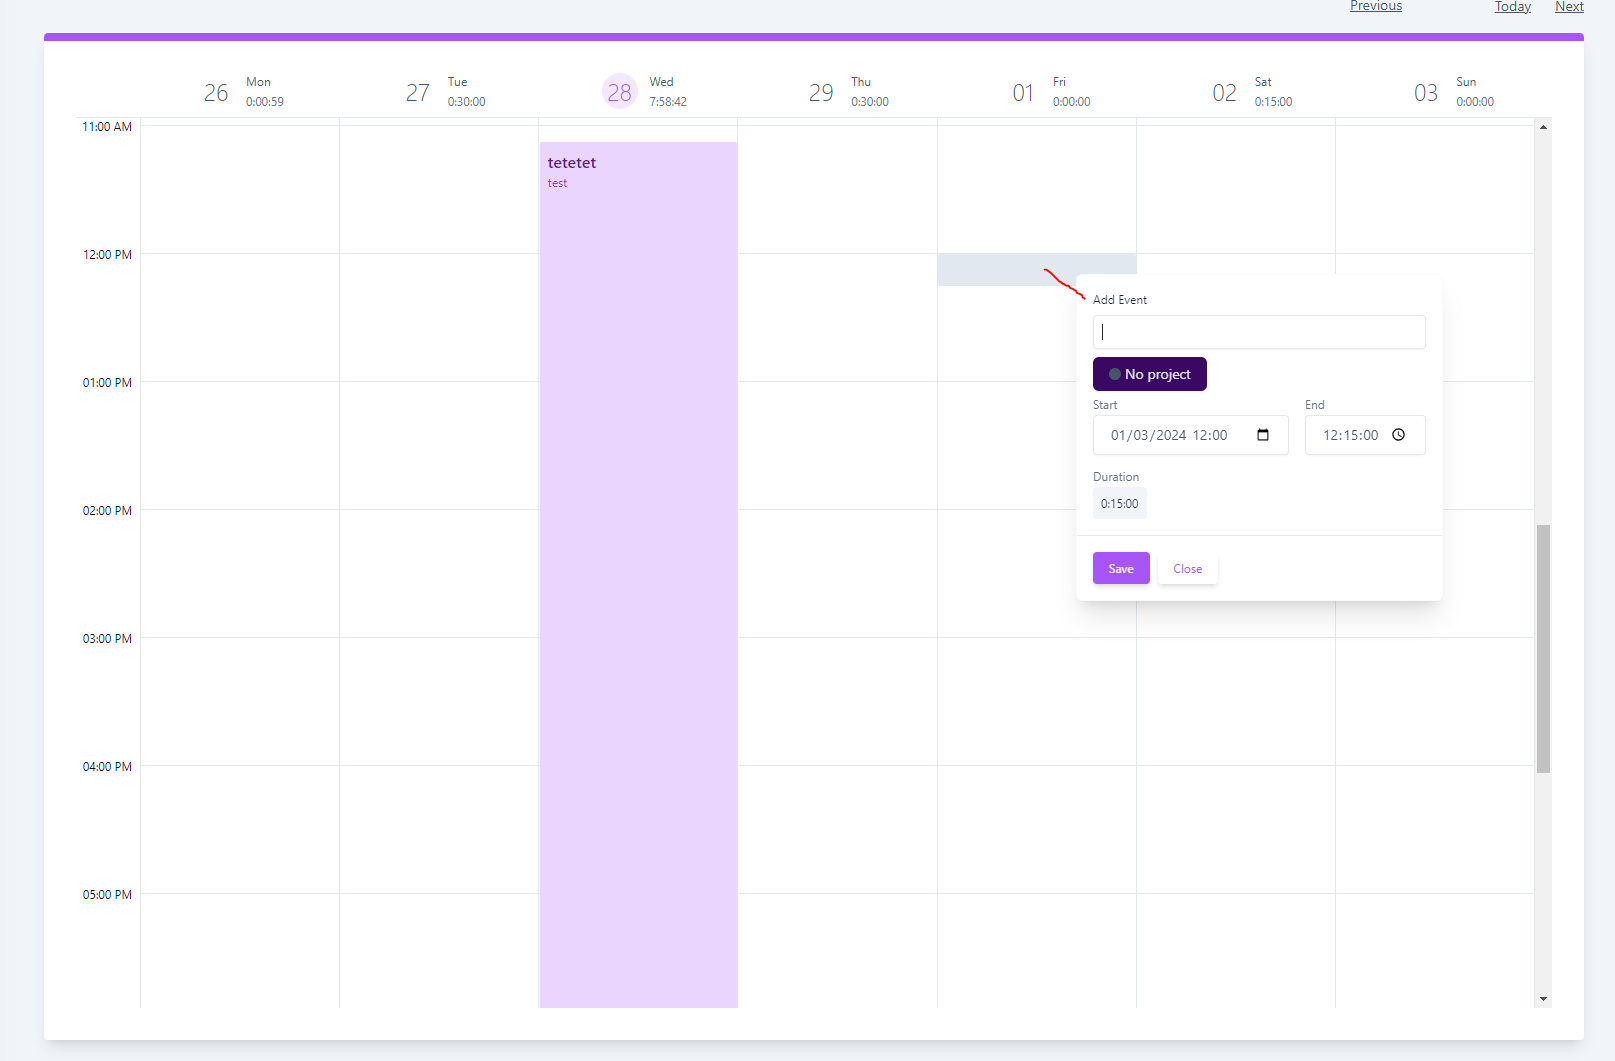 Previous Today Next
26 Mon 0:00:59
27 Tue 0:30:00
28 Wed 7:58:42
29 Thu 0:30:00
01 Fri 0:00:00
02 Sat 0:15:00
03 Sun 0:00:00
11:00 AM
tetetet
test
12:00 PM
Add Event
No project
01:00 PM
Start End
01/03/2024 12:00 12:15:00
Duration
0:15:00
02:00 PM
Save Close
03:00 PM
04:00 PM
05:00 PM